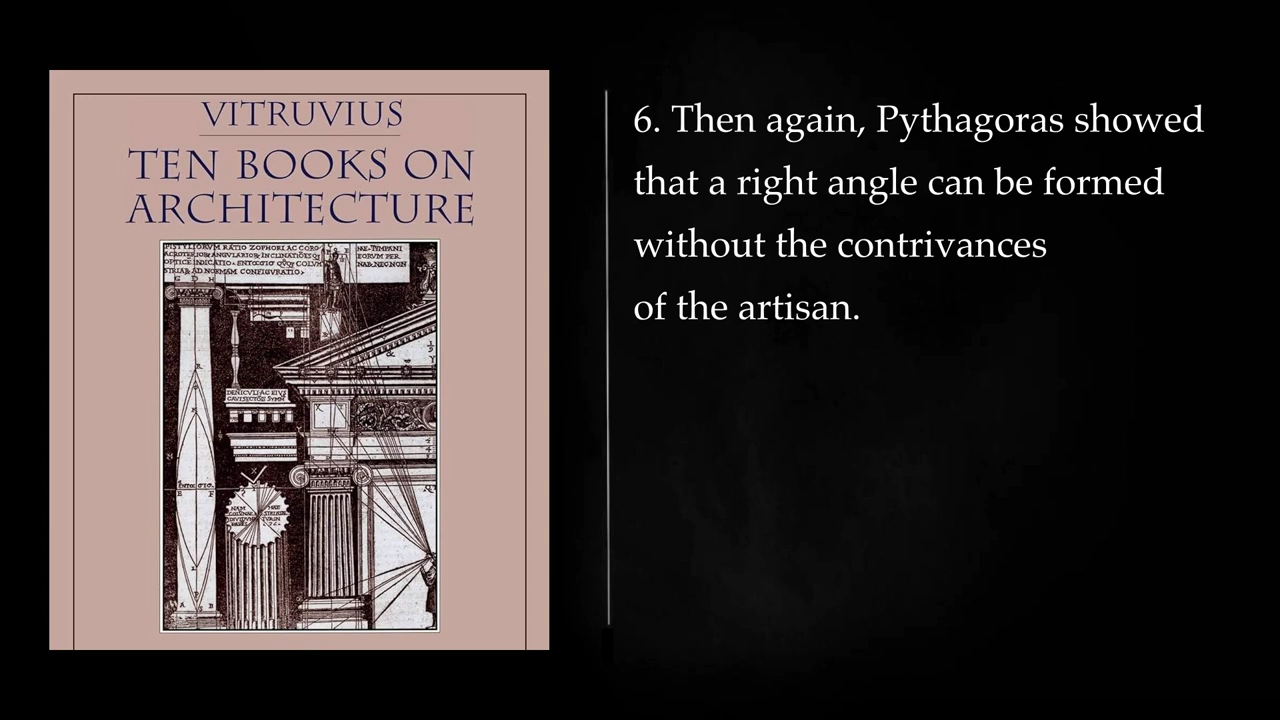 VITRUVIUS
TEN BOOKS ON
ARCHITECTURE
6. Then again, Pythagoras showed
that a right angle can be formed
without the contrivances
of the artisan.